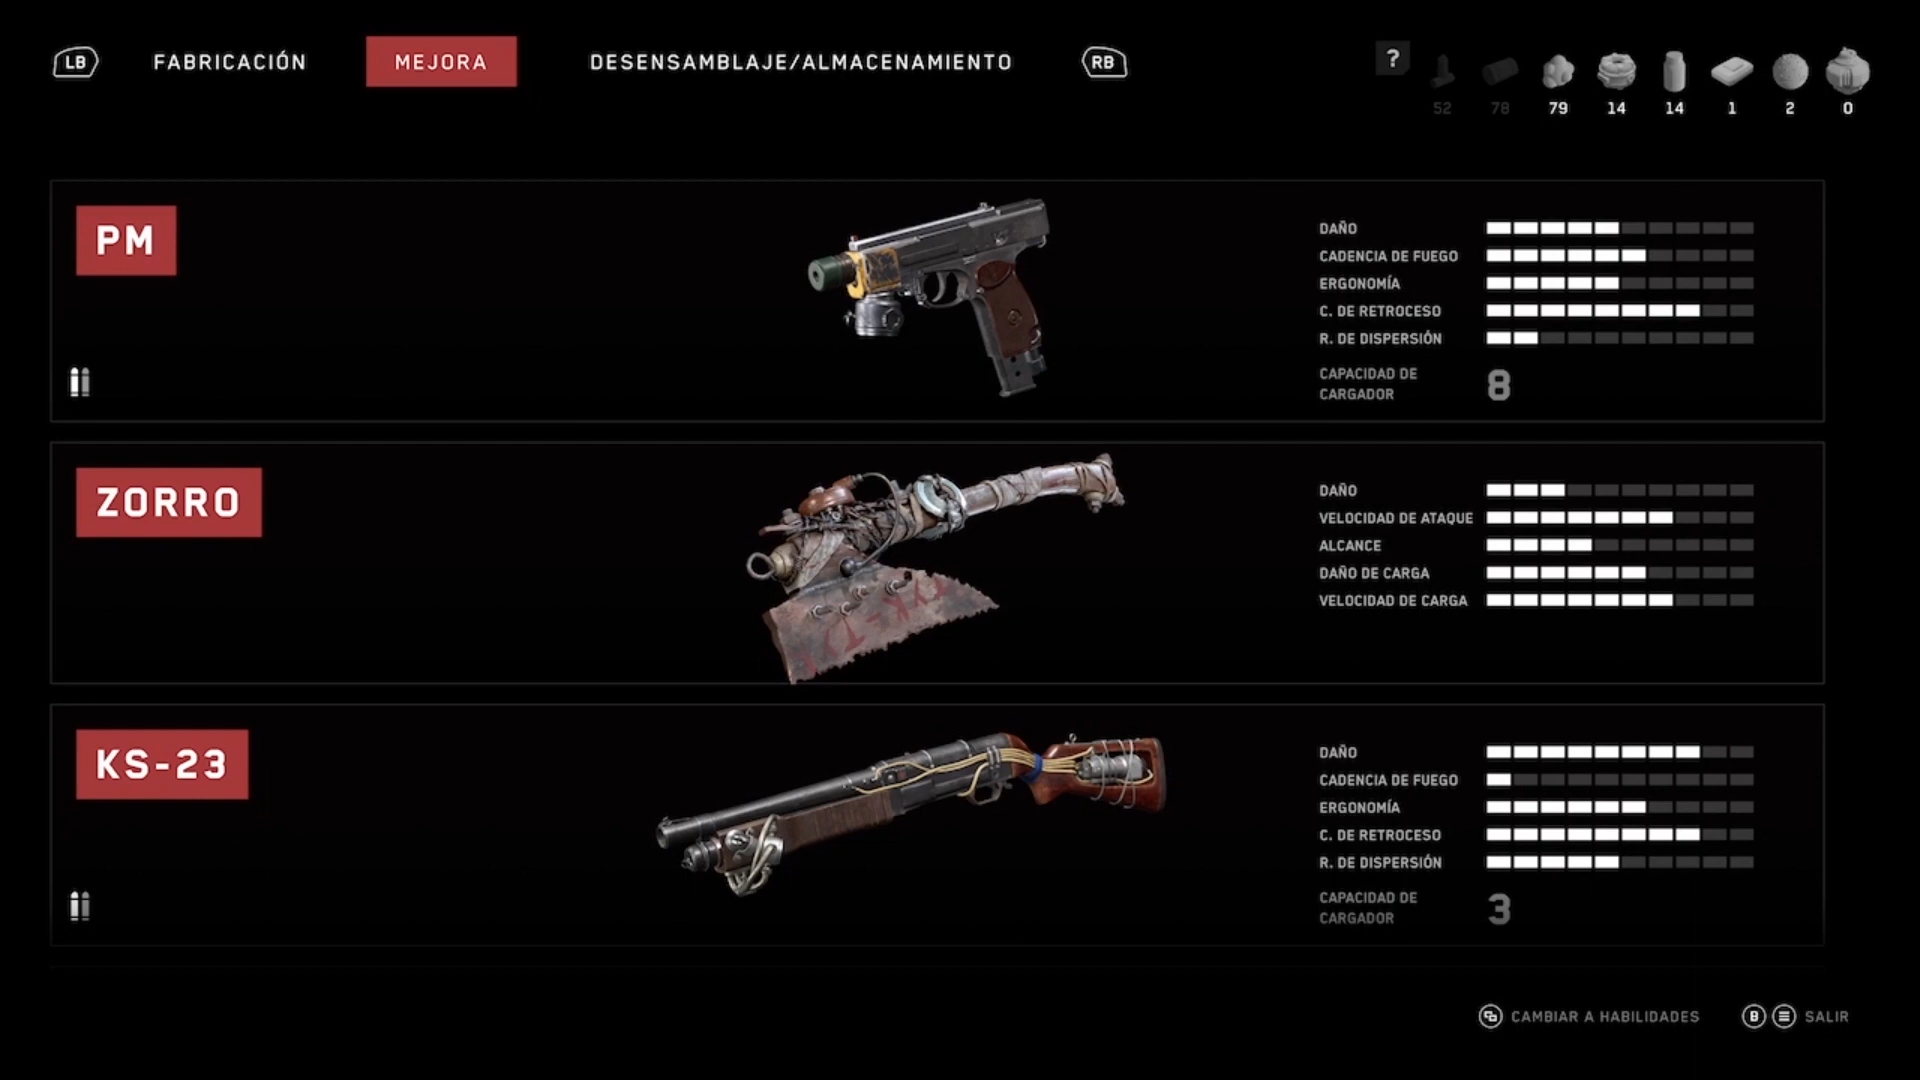 LB FABRICACIÓN MEJORA DESENSAMBLAJE/ALMACENAMIENTO RB ?
52 78 79 14 14 1 2 0
PM
DAÑO
CADENCIA DE FUEGO
ERGONOMÍA
C. DE RETROCESO
R. DE DISPERSIÓN
CAPACIDAD DE
CARGADOR
8
ZORRO
DAÑO
VELOCIDAD DE ATAQUE
ALCANCE
DAÑO DE CARGA
VELOCIDAD DE CARGA
KS-23
DAÑO
CADENCIA DE FUEGO
ERGONOMÍA
C. DE RETROCESO
R. DE DISPERSIÓN
CAPACIDAD DE
CARGADOR
3
CAMBIAR A HABILIDADES B SALIR